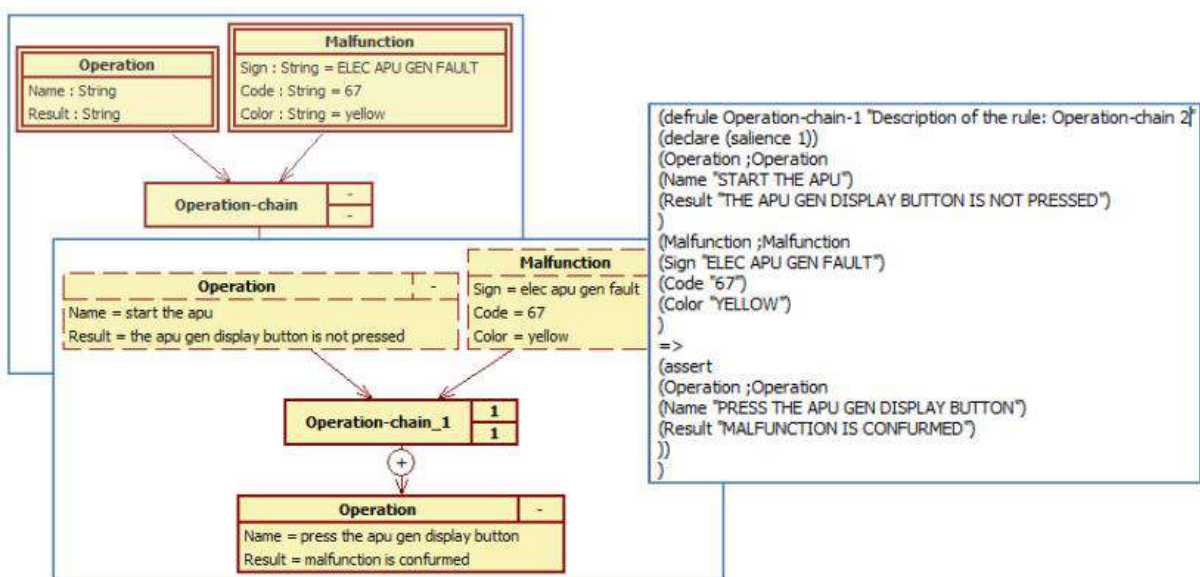 Operation
Name : String
Result : String
Malfunction
Sign : String = ELEC APU GEN FAULT
Code : String = 67
Color : String = yellow
Operation-chain
-
-
Operation
-
Name = start the apu
Result = the apu gen display button is not pressed
Malfunction
Sign = elec apu gen fault
Code = 67
Color = yellow
Operation-chain_1
1
1
+
Operation
-
Name = press the apu gen display button
Result = malfunction is confurmed
(defrule Operation-chain-1 "Description of the rule: Operation-chain 2"
(declare (salience 1))
(Operation ;Operation
(Name "START THE APU")
(Result "THE APU GEN DISPLAY BUTTON IS NOT PRESSED")
)
(Malfunction ;Malfunction
(Sign "ELEC APU GEN FAULT")
(Code "67")
(Color "YELLOW")
)
=>
(assert
(Operation ;Operation
(Name "PRESS THE APU GEN DISPLAY BUTTON")
(Result "MALFUNCTION IS CONFURMED")
))
)